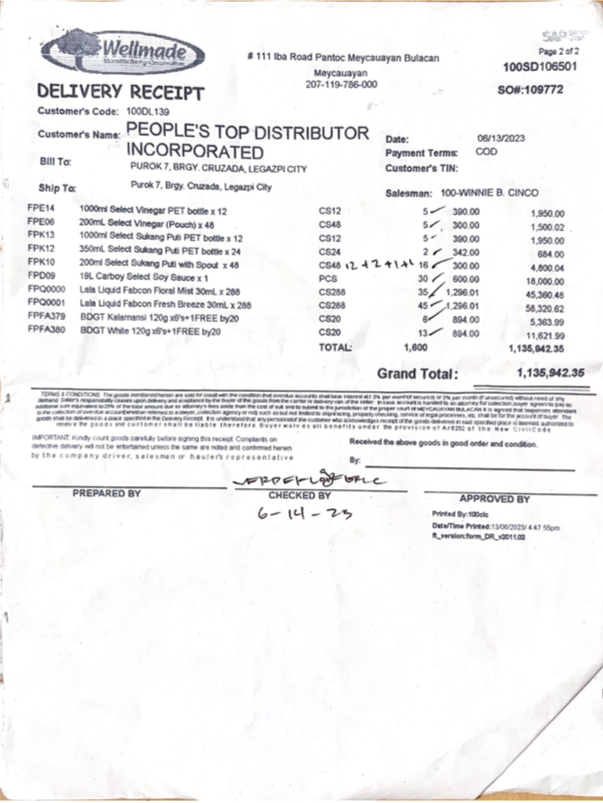 Wellmade
Manufacturing Corporation
# 111 Iba Road Pantoc Meycauayan Bulacan
Meycauayan
207-119-786-000
SAP
Page 2 of 2
100SD106501
SO#:109772
DELIVERY RECEIPT
Customer's Code: 100DL139
Customer's Name: PEOPLE'S TOP DISTRIBUTOR INCORPORATED
Bill To: PUROK 7, BRGY. CRUZADA, LEGAZPI CITY
Ship To: Purok 7, Brgy. Cruzada, Legazpi City
Date: 06/13/2023
Payment Terms: COD
Customer's TIN:
Salesman: 100-WINNIE B. CINCO
FPE14 1000ml Select Vinegar PET bottle x 12 CS12 5 390.00 1,950.00
FPE06 200mL Select Vinegar (Pouch) x 48 CS48 5 300.00 1,500.02
FPK13 1000ml Select Sukang Puti PET bottle x 12 CS12 5 390.00 1,950.00
FPK12 350mL Select Sukang Puti PET bottle x 24 CS24 2 342.00 684.00
FPK10 200ml Select Sukang Puti with Spout x 48 CS48 12+2+1+1 16 300.00 4,800.04
FPD09 19L Carboy Select Soy Sauce x 1 PCS 30 600.00 18,000.00
FPQ0000 Lala Liquid Fabcon Floral Mist 30mL x 288 CS288 35 1,296.01 45,360.48
FPQ0001 Lala Liquid Fabcon Fresh Breeze 30mL x 288 CS288 45 1,296.01 58,320.62
FPFA379 BDGT Kalamansi 120g x6's+1FREE by20 CS20 6 894.00 5,363.99
FPFA380 BDGT White 120g x6's+1FREE by20 CS20 13 894.00 11,621.99
TOTAL: 1,600 1,135,942.35
Grand Total: 1,135,942.35
IMPORTANT: Kindly count goods carefully before signing this receipt. Complaints on
defective delivery will not be entertained unless the same are noted and confirmed herein
by the company driver, salesman or hauler's representative
Received the above goods in good order and condition.
By:
PREPARED BY
CHECKED BY
6-14-23
APPROVED BY
Printed By:100clc
Date/Time Printed:13/06/2023/ 4:47:55pm
fl_version:form_DR_v2011.02